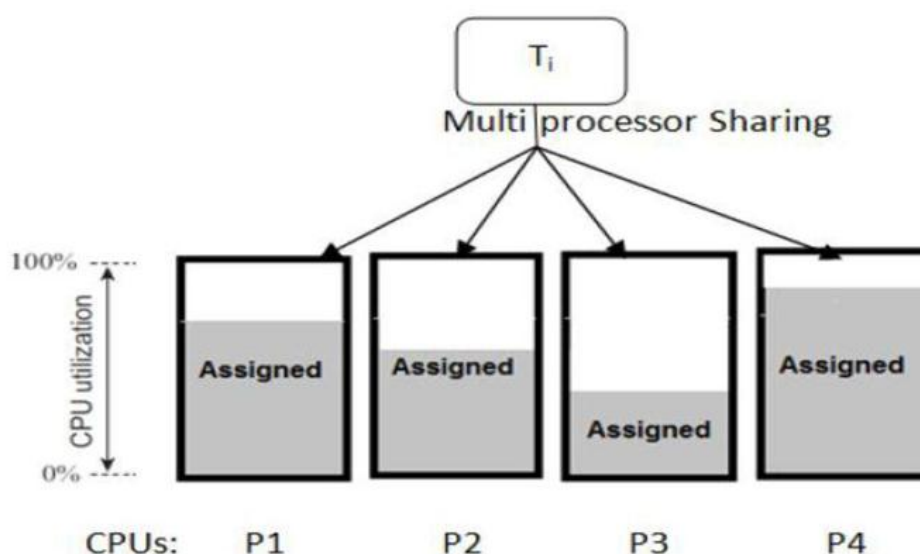 Ti
Multi processor Sharing
100%
CPU utilization
0%
Assigned
Assigned
Assigned
Assigned
CPUs: P1 P2 P3 P4